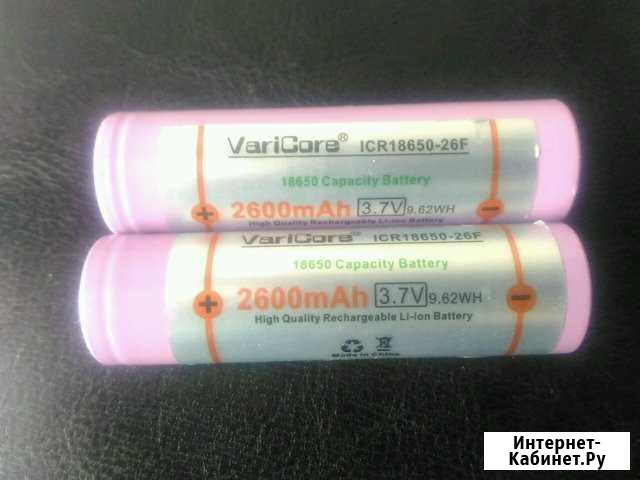 VariCore® ICR18650-26F
18650 Capacity Battery
+ 2600mAh 3.7V 9.62WH -
High Quality Rechargeable Li-ion Battery
VariCore® ICR18650-26F
18650 Capacity Battery
+ 2600mAh 3.7V 9.62WH -
High Quality Rechargeable Li-ion Battery
Made in China
Интернет-
Кабинет.Ру